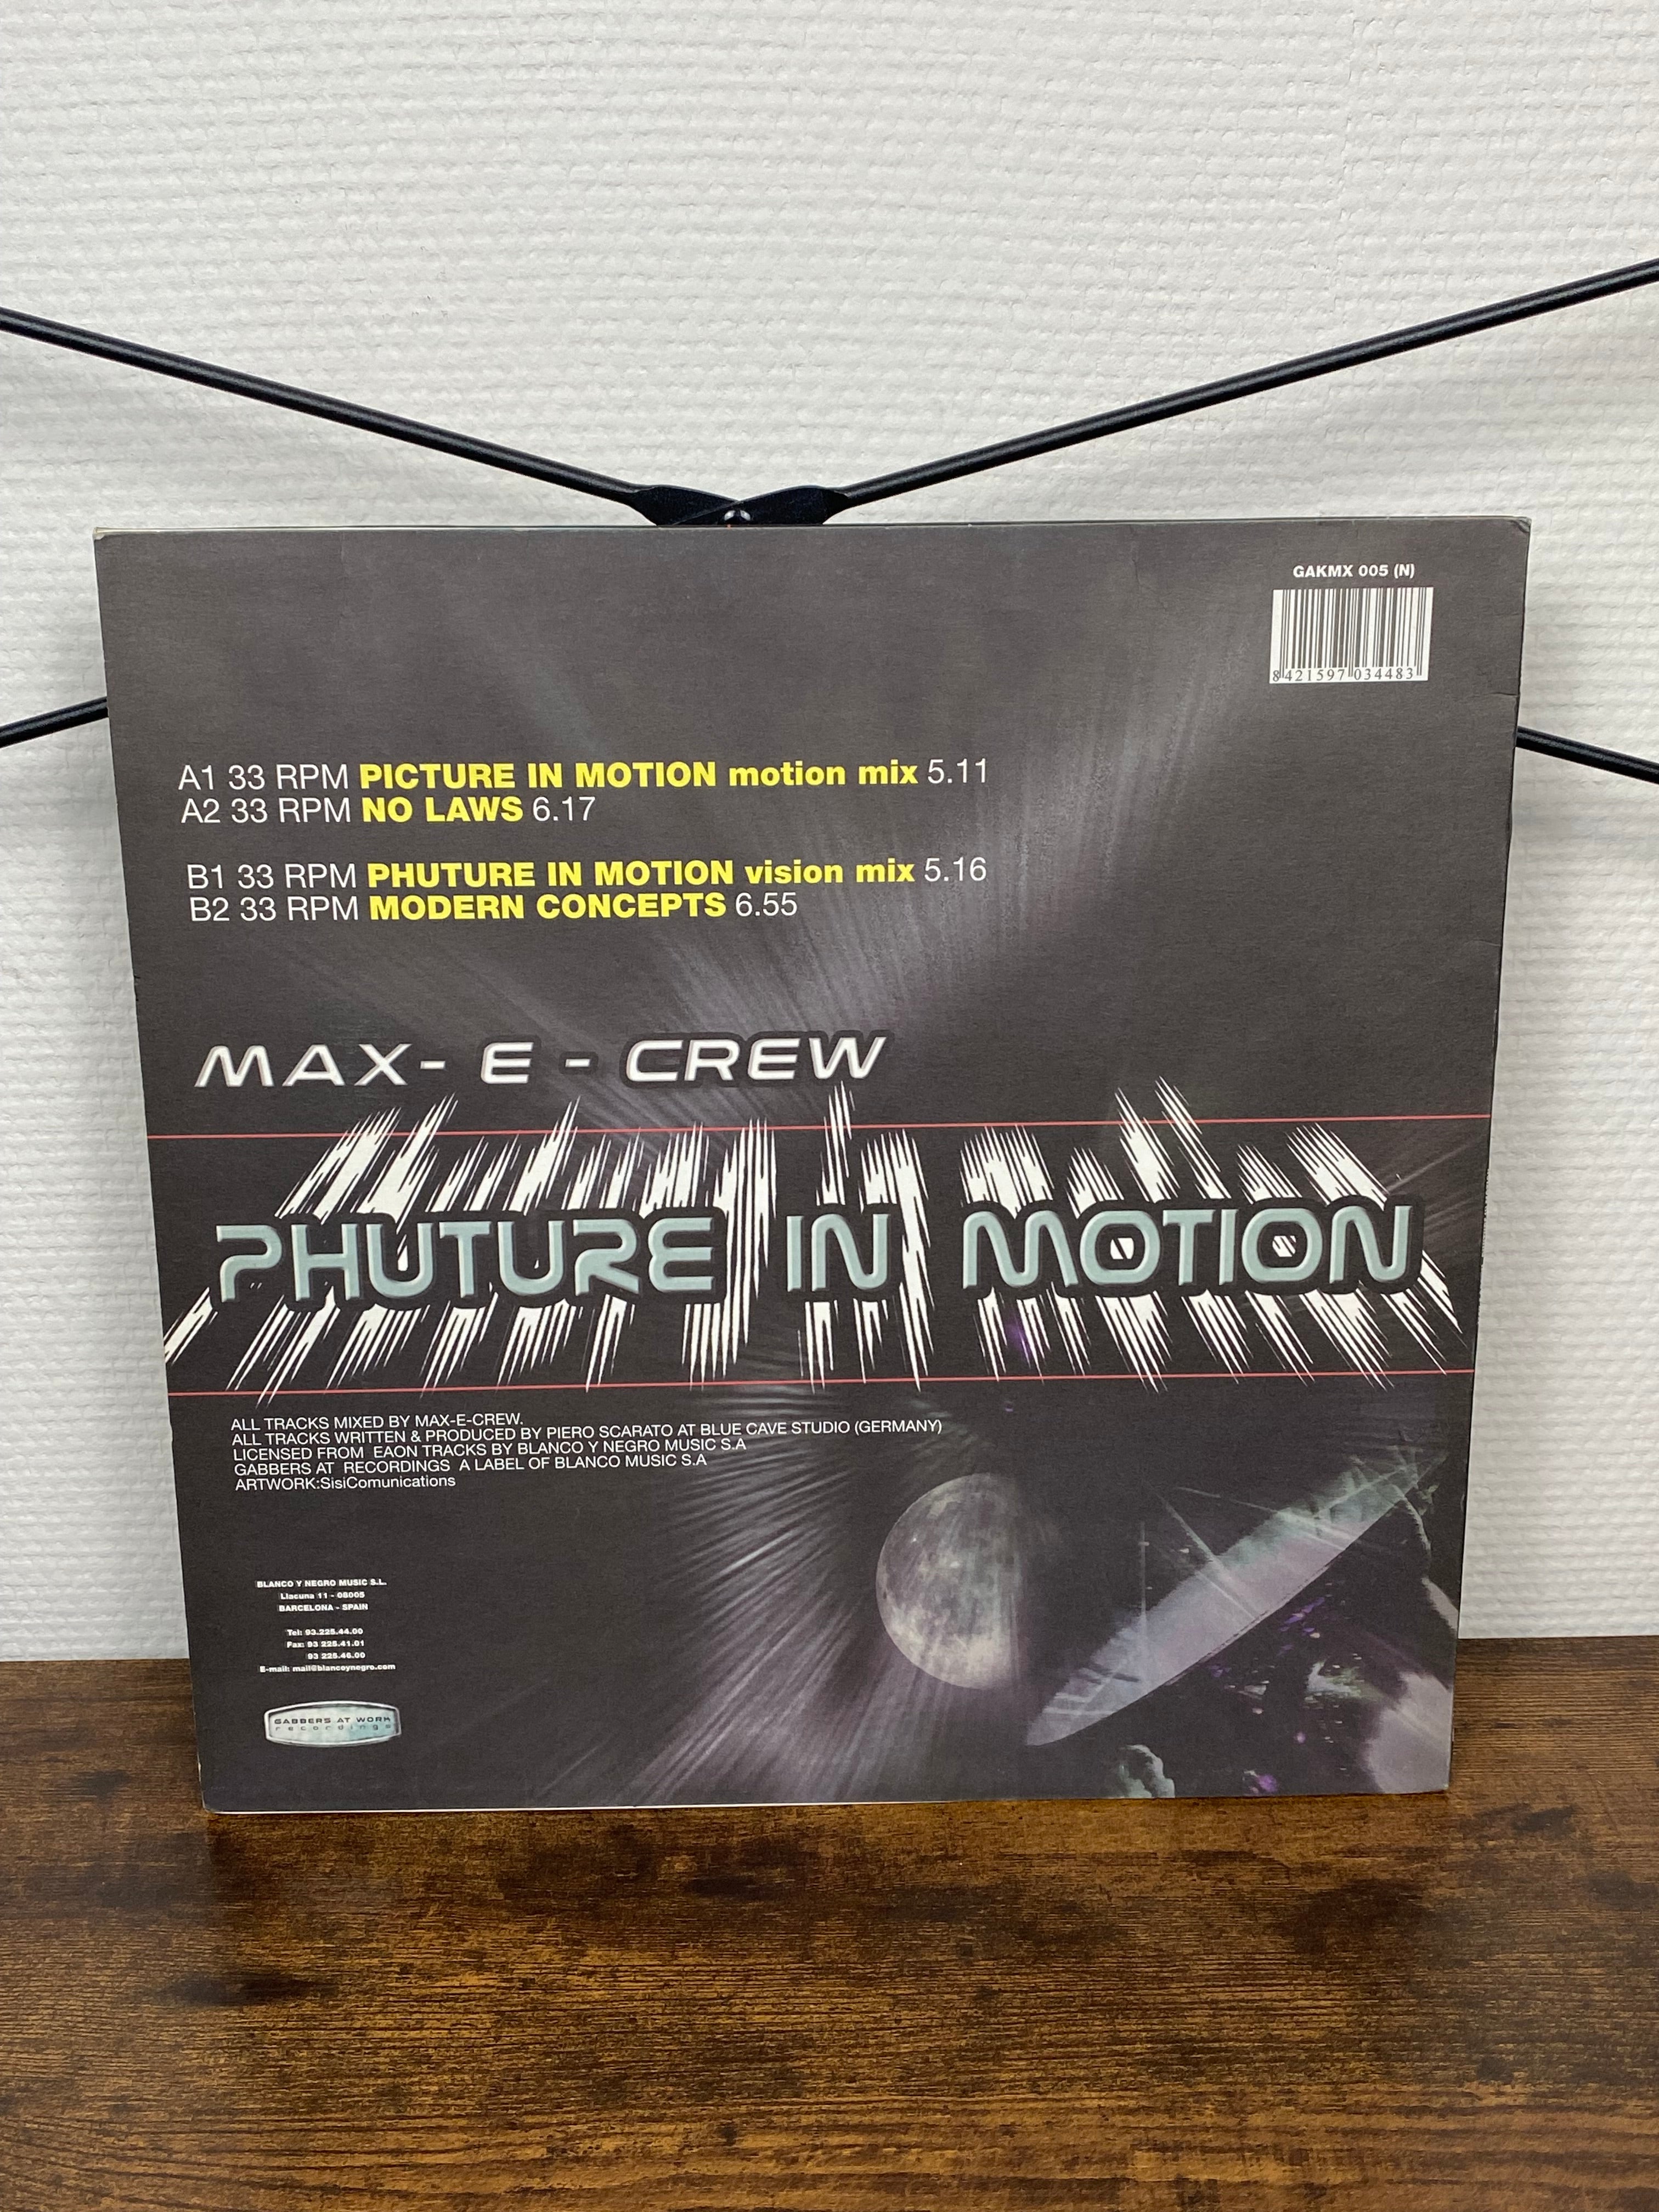 GAKMX 005 (N)
8 421597 034483
A1 33 RPM PICTURE IN MOTION motion mix 5.11
A2 33 RPM NO LAWS 6.17
B1 33 RPM PHUTURE IN MOTION vision mix 5.16
B2 33 RPM MODERN CONCEPTS 6.55
MAX- E - CREW
PHUTURE IN MOTION
ALL TRACKS MIXED BY MAX-E-CREW.
ALL TRACKS WRITTEN & PRODUCED BY PIERO SCARATO AT BLUE CAVE STUDIO (GERMANY)
LICENSED FROM EAON TRACKS BY BLANCO Y NEGRO MUSIC S.A
GABBERS AT RECORDINGS A LABEL OF BLANCO MUSIC S.A
ARTWORK:SisiComunications
BLANCO Y NEGRO MUSIC S.L.
Llacuna 11 - 08005
BARCELONA - SPAIN
Tel: 93.225.44.00
Fax: 93 225.41.01
93 225.46.00
E-mail: mail@blancoynegro.com
GABBERS AT WORK
recordings